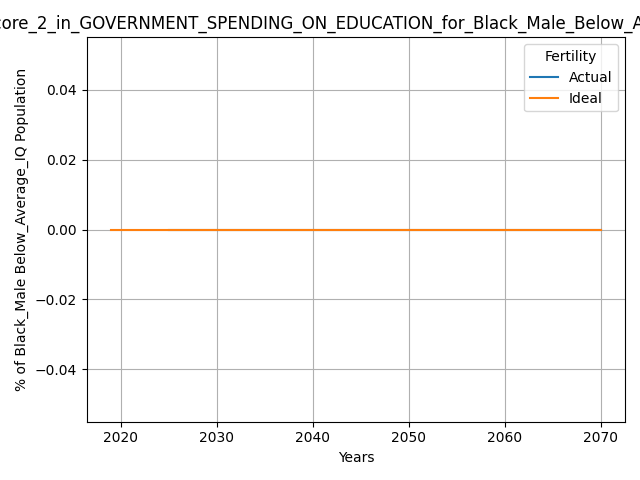 core_2_in_GOVERNMENT_SPENDING_ON_EDUCATION_for_Black_Male_Below_A
Fertility
Actual
Ideal
% of Black_Male Below_Average_IQ Population
0.04
0.02
0.00
−0.02
−0.04
2020 2030 2040 2050 2060 2070
Years